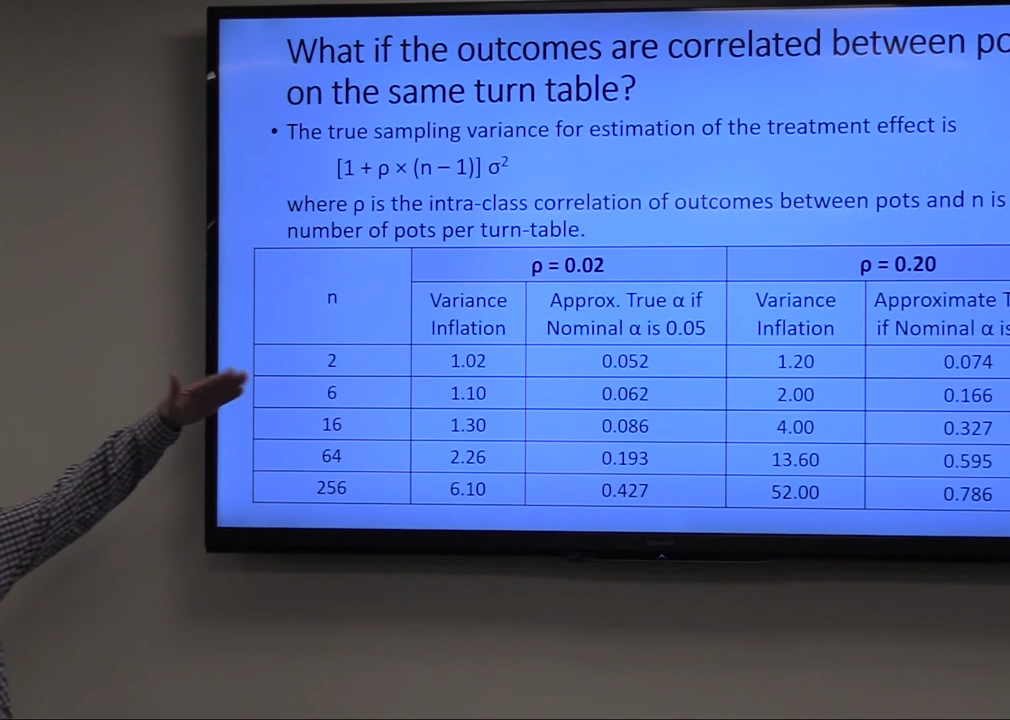 What if the outcomes are correlated between
on the same turn table?
• The true sampling variance for estimation of the treatment effect is
[1 + ρ × (n – 1)] σ²
where ρ is the intra-class correlation of outcomes between pots and n is
number of pots per turn-table.
n ρ = 0.02 ρ = 0.20
Variance Inflation Approx. True α if Nominal α is 0.05 Variance Inflation Approximate if Nominal α
2 1.02 0.052 1.20 0.074
6 1.10 0.062 2.00 0.166
16 1.30 0.086 4.00 0.327
64 2.26 0.193 13.60 0.595
256 6.10 0.427 52.00 0.786